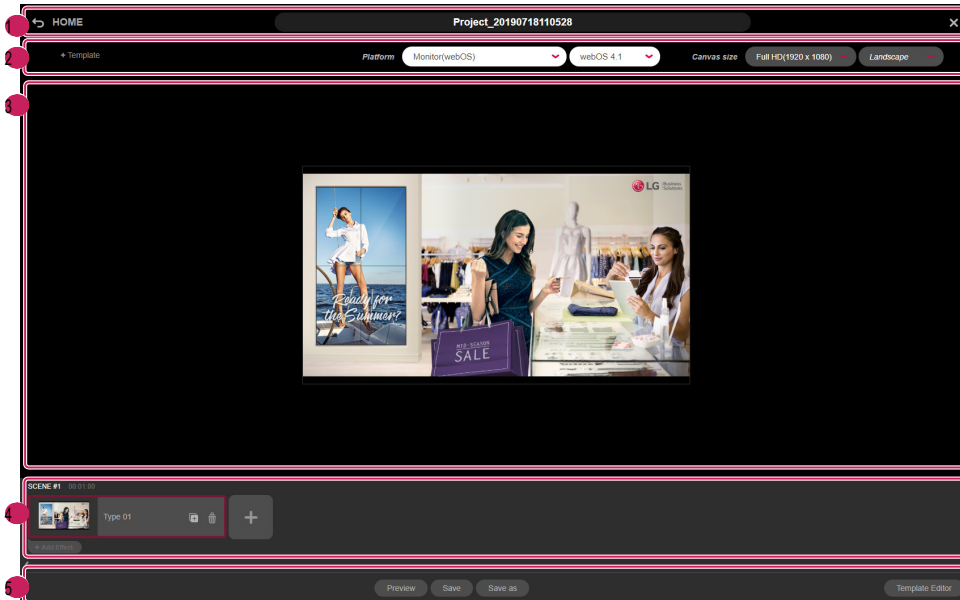 1
HOME
Project_20190718110528
2
+ Template
Platform
Monitor(webOS)
webOS 4.1
Canvas size
Full HD(1920 x 1080)
Landscape
3
LG Business Solutions
Ready for
the Summer?
MID-SEASON
SALE
4
SCENE #1 00:01:00
Type 01
+ Add Effect
5
Preview
Save
Save as
Template Editor